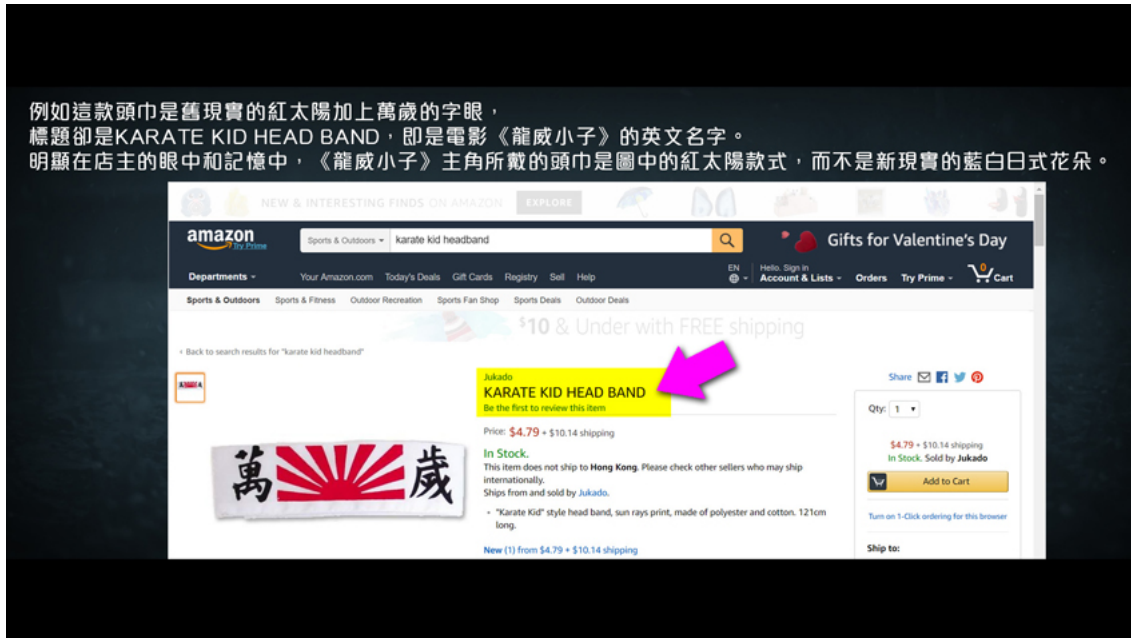 例如這款頭巾是舊現實的紅太陽加上萬歲的字眼，
標題卻是KARATE KID HEAD BAND，即是電影《龍威小子》的英文名字。
明顯在店主的眼中和記憶中，《龍威小子》主角所戴的頭巾是圖中的紅太陽款式，而不是新現實的藍白日式花朵。
NEW & INTERESTING FINDS ON AMAZON EXPLORE
amazon
Try Prime
Sports & Outdoors
karate kid headband
Gifts for Valentine's Day
Departments
Your Amazon.com Today's Deals Gift Cards Registry Sell Help
EN
Hello. Sign in
Account & Lists
Orders
Try Prime
0
Cart
Sports & Outdoors Sports & Fitness Outdoor Recreation Sports Fan Shop Sports Deals Outdoor Deals
$10 & Under with FREE shipping
‹ Back to search results for "karate kid headband"
Jukado
KARATE KID HEAD BAND
Be the first to review this item
Price: $4.79 + $10.14 shipping
In Stock.
This item does not ship to Hong Kong. Please check other sellers who may ship
internationally.
Ships from and sold by Jukado.
"Karate Kid" style head band, sun rays print, made of polyester and cotton. 121cm
long.
New (1) from $4.79 + $10.14 shipping
萬 歲
Share
Qty: 1
$4.79 + $10.14 shipping
In Stock. Sold by Jukado
Add to Cart
Turn on 1-Click ordering for this browser
Ship to: